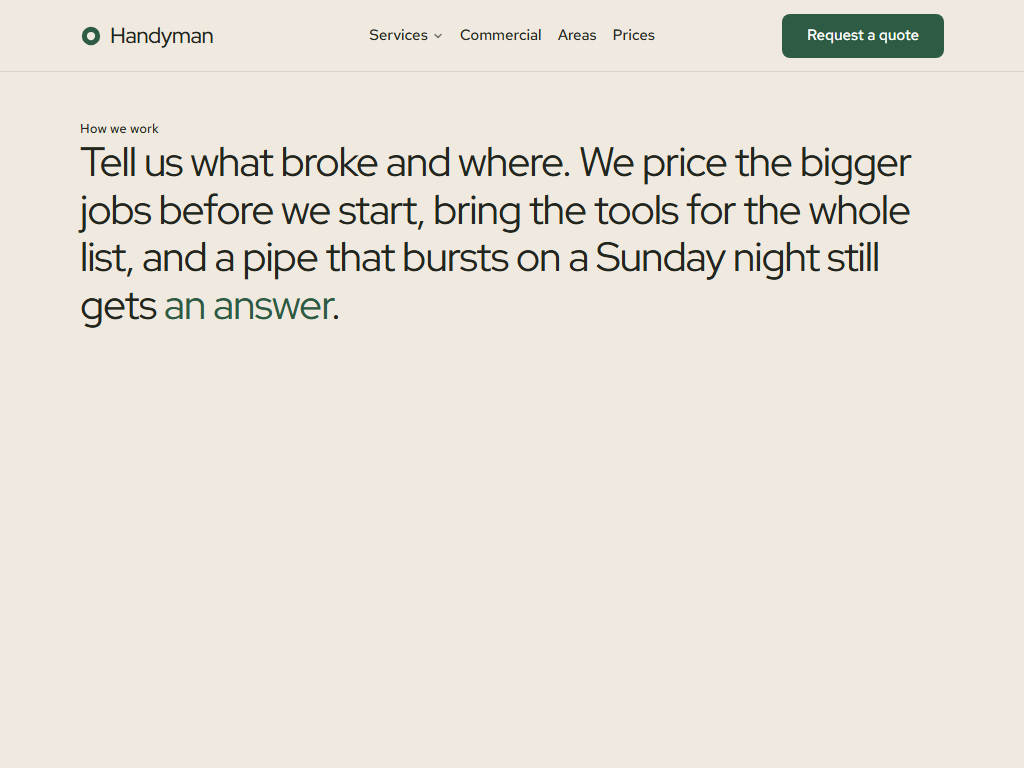 Handyman
Services
Commercial
Areas
Prices
Request a quote
How we work
Tell us what broke and where. We price the bigger
jobs before we start, bring the tools for the whole
list, and a pipe that bursts on a Sunday night still
gets an answer.